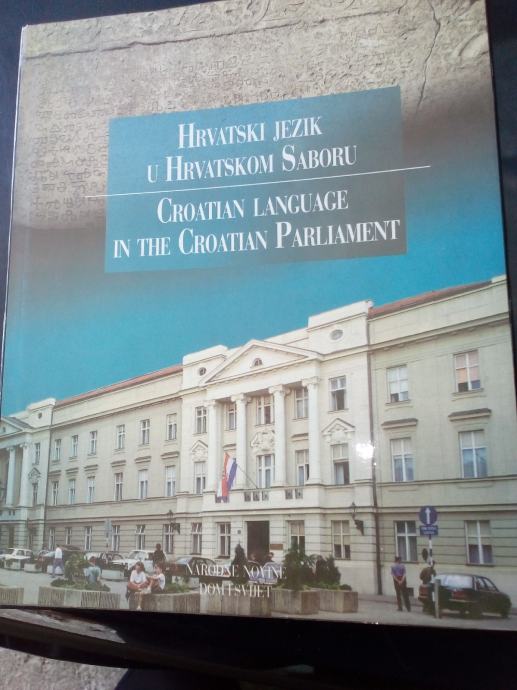 HRVATSKI JEZIK
U HRVATSKOM SABORU
CROATIAN LANGUAGE
IN THE CROATIAN PARLIAMENT
NARODNE NOVINE
DOM I SVIJET